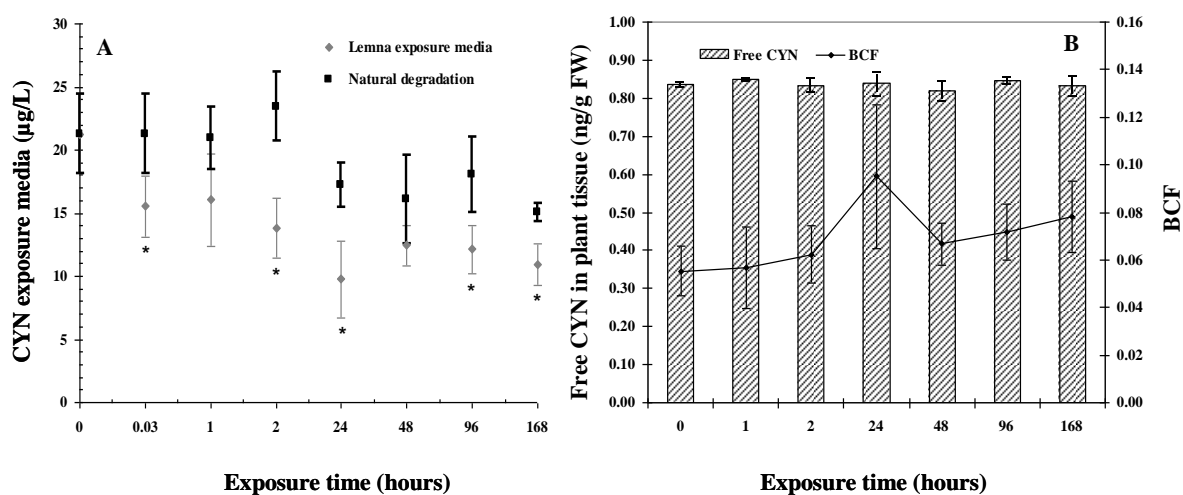 A
Lemna exposure media
Natural degradation
CYN exposure media (µg/L)
30
25
20
15
10
5
0
*
*
*
*
*
0 0.03 1 2 24 48 96 168
Exposure time (hours)
B
Free CYN BCF
Free CYN in plant tissue (ng/g FW)
1.00
0.90
0.80
0.70
0.60
0.50
0.40
0.30
0.20
0.10
0.00
0.16
0.14
0.12
0.10
0.08
0.06
0.04
0.02
0.00
BCF
0 1 2 24 48 96 168
Exposure time (hours)